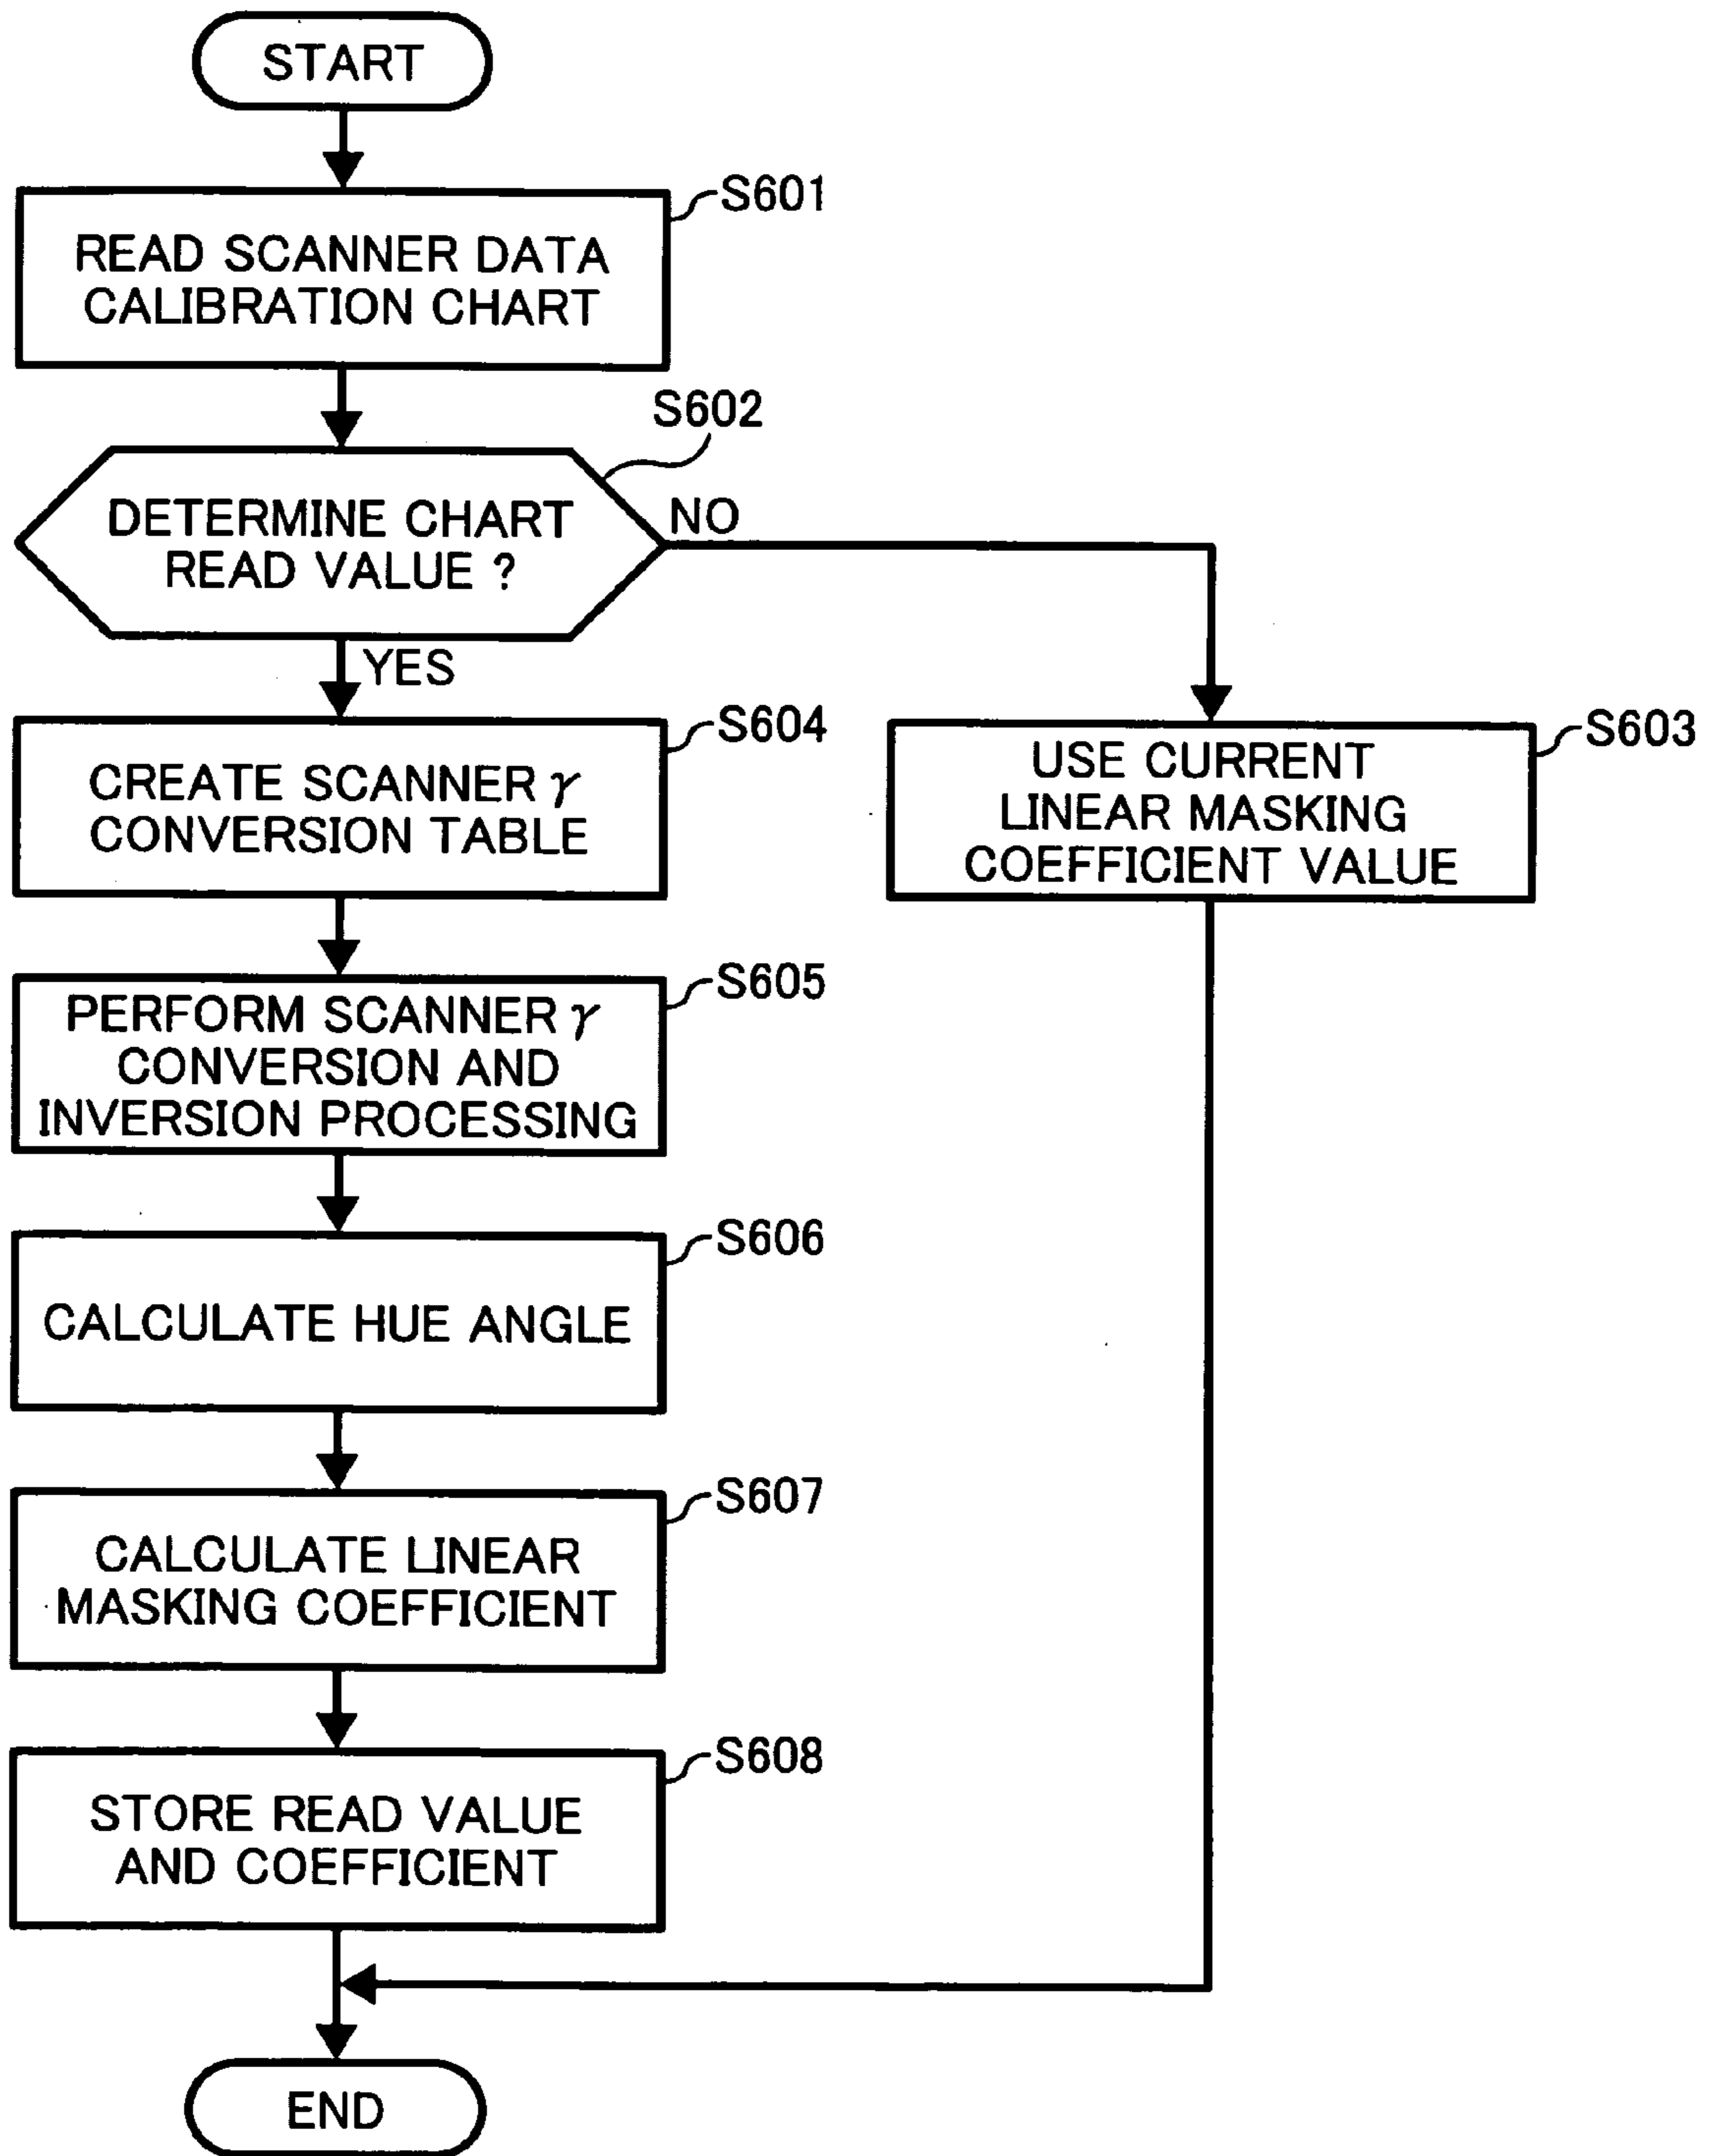 START
S601
READ SCANNER DATA
CALIBRATION CHART
S602
DETERMINE CHART
READ VALUE ?
NO
YES
S604
CREATE SCANNER γ
CONVERSION TABLE
S603
USE CURRENT
LINEAR MASKING
COEFFICIENT VALUE
S605
PERFORM SCANNER γ
CONVERSION AND
INVERSION PROCESSING
S606
CALCULATE HUE ANGLE
S607
CALCULATE LINEAR
MASKING COEFFICIENT
S608
STORE READ VALUE
AND COEFFICIENT
END